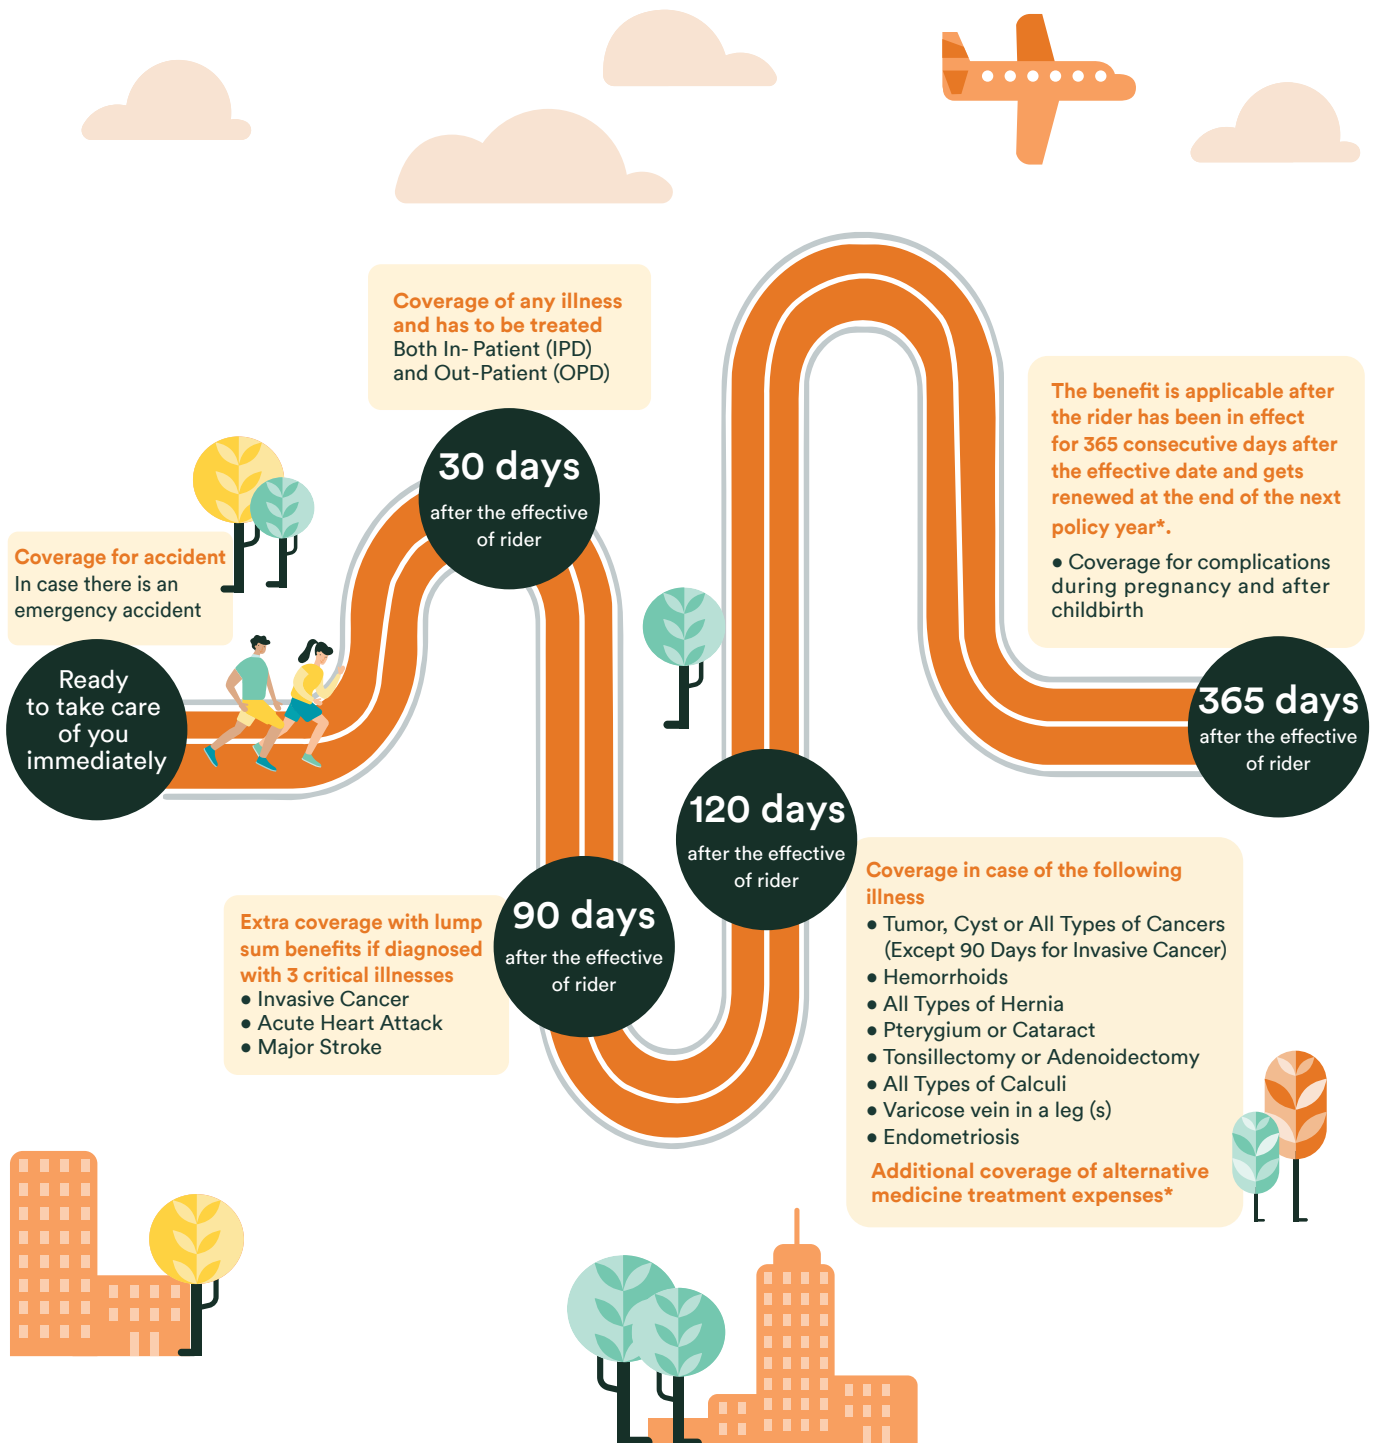 Coverage for accident
In case there is an
emergency accident
Ready
to take care
of you
immediately
Coverage of any illness
and has to be treated
Both In- Patient (IPD)
and Out-Patient (OPD)
30 days
after the effective
of rider
Extra coverage with lump
sum benefits if diagnosed
with 3 critical illnesses
● Invasive Cancer
● Acute Heart Attack
● Major Stroke
90 days
after the effective
of rider
120 days
after the effective
of rider
Coverage in case of the following
illness
● Tumor, Cyst or All Types of Cancers
(Except 90 Days for Invasive Cancer)
● Hemorrhoids
● All Types of Hernia
● Pterygium or Cataract
● Tonsillectomy or Adenoidectomy
● All Types of Calculi
● Varicose vein in a leg (s)
● Endometriosis
Additional coverage of alternative
medicine treatment expenses*
The benefit is applicable after
the rider has been in effect
for 365 consecutive days after
the effective date and gets
renewed at the end of the next
policy year*.
● Coverage for complications
during pregnancy and after
childbirth
365 days
after the effective
of rider